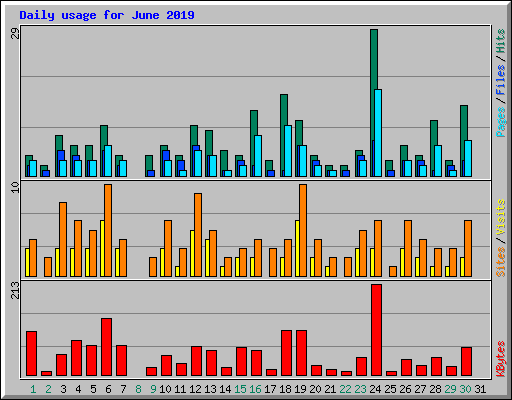 Daily usage for June 2019
29
Pages / Files / Hits
10
Sites / Visits
213
KBytes
1 2 3 4 5 6 7 8 9 10 11 12 13 14 15 16 17 18 19 20 21 22 23 24 25 26 27 28 29 30 31